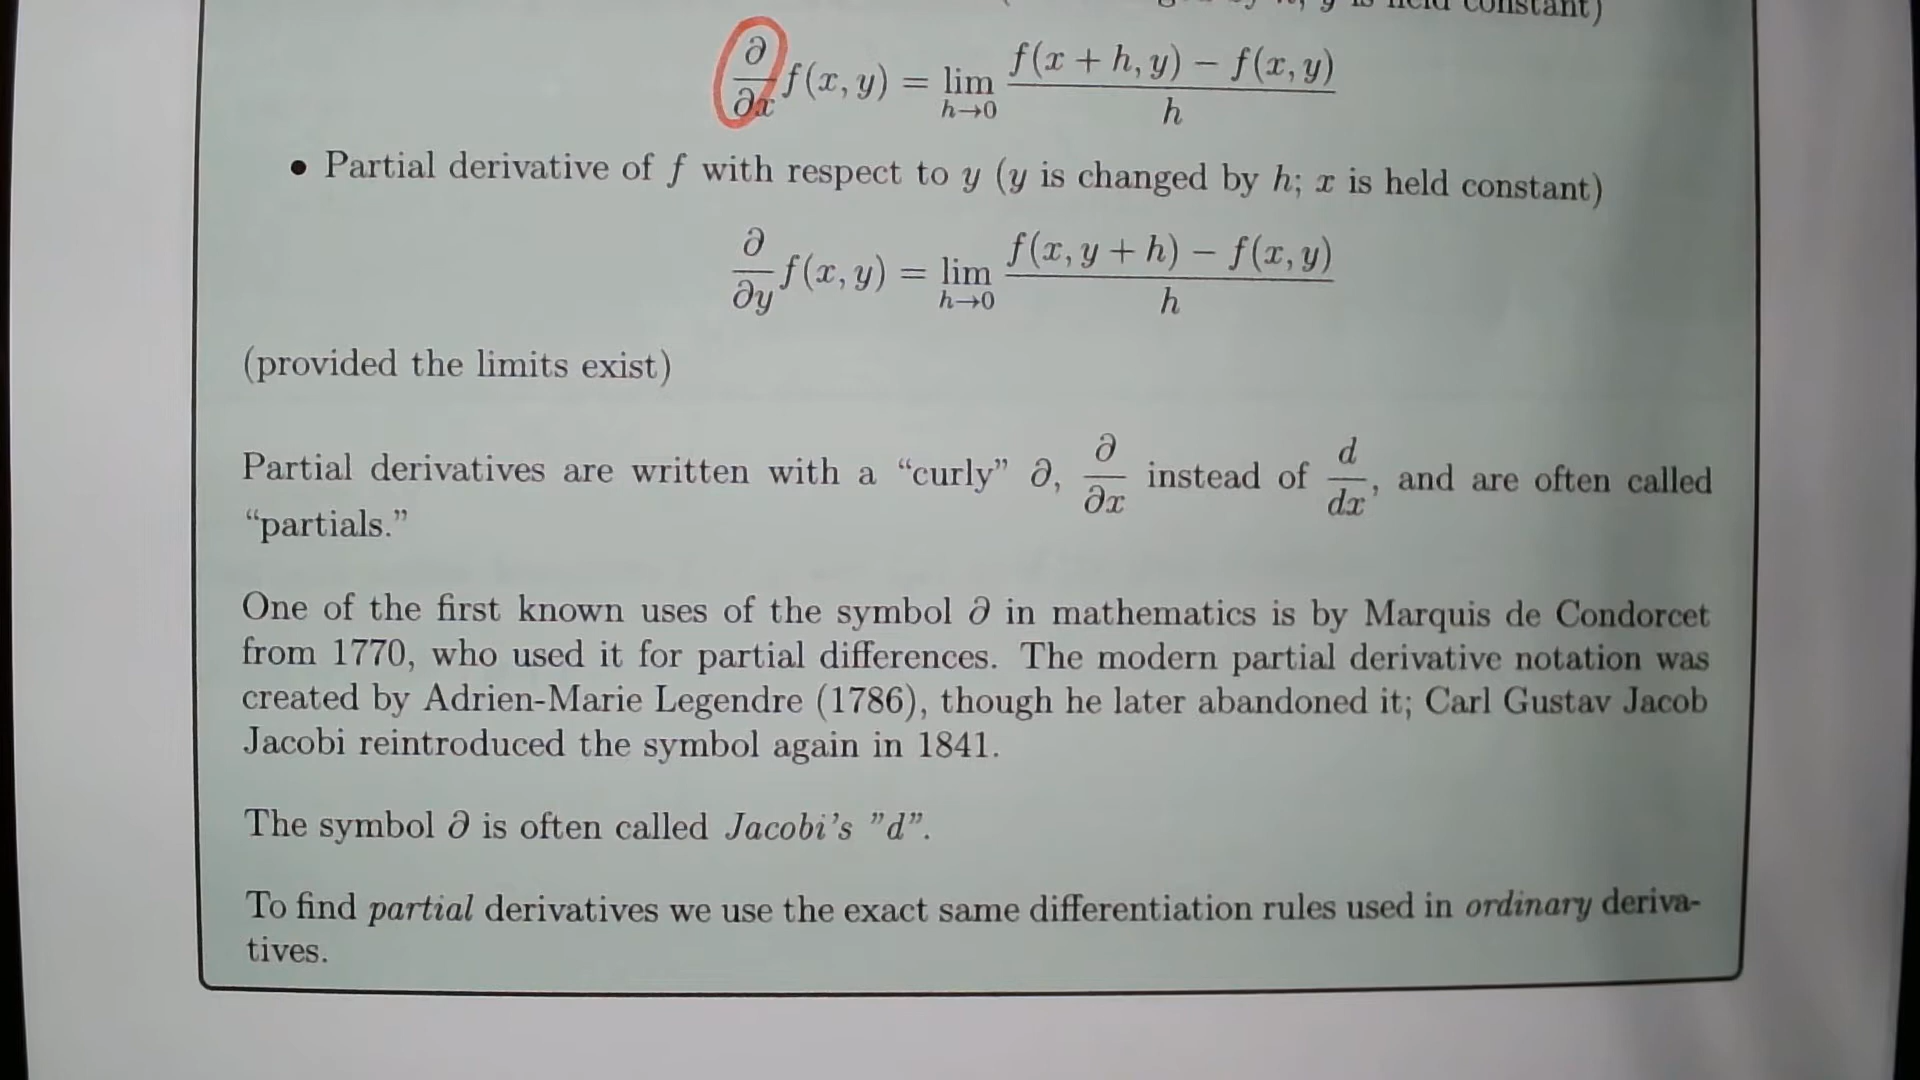 y is held constant)
∂/∂x f(x, y) = lim h→0 f(x + h, y) − f(x, y) / h
• Partial derivative of f with respect to y (y is changed by h; x is held constant)
∂/∂y f(x, y) = lim h→0 f(x, y + h) − f(x, y) / h
(provided the limits exist)
Partial derivatives are written with a “curly” ∂, ∂/∂x instead of d/dx, and are often called
“partials.”
One of the first known uses of the symbol ∂ in mathematics is by Marquis de Condorcet
from 1770, who used it for partial differences. The modern partial derivative notation was
created by Adrien-Marie Legendre (1786), though he later abandoned it; Carl Gustav Jacob
Jacobi reintroduced the symbol again in 1841.
The symbol ∂ is often called Jacobi’s ”d”.
To find partial derivatives we use the exact same differentiation rules used in ordinary deriva-
tives.